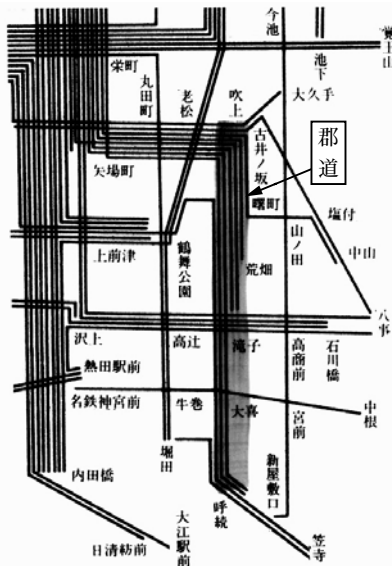 今池
覚王山
池下
栄町
丸田町
老松
吹上
大久手
古井ノ坂
郡道
矢場町
曙町
塩付
中山
山ノ田
上前津
鶴舞公園
荒畑
八事
沢上
高辻
滝子
高商前
石川橋
熱田駅前
名鉄神宮前
牛巻
大喜
宮前
中根
堀田
新屋敷口
内田橋
呼続
大江駅前
笠寺
日清紡前